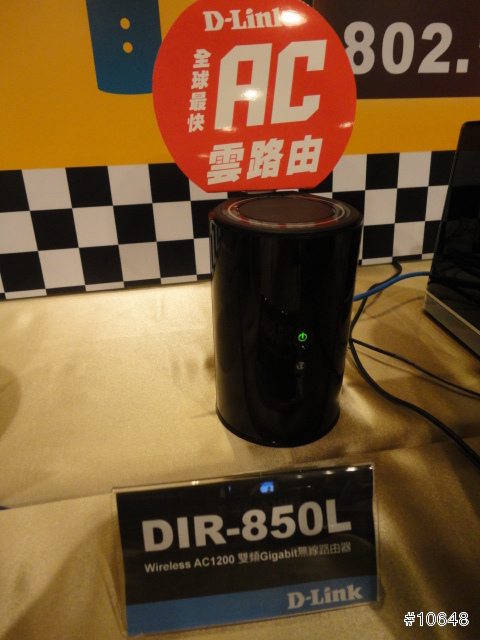 D-Link
802.
全球最快
AC
雲路由
DIR-850L
Wireless AC1200 雙頻Gigabit無線路由器
D-Link
#10648